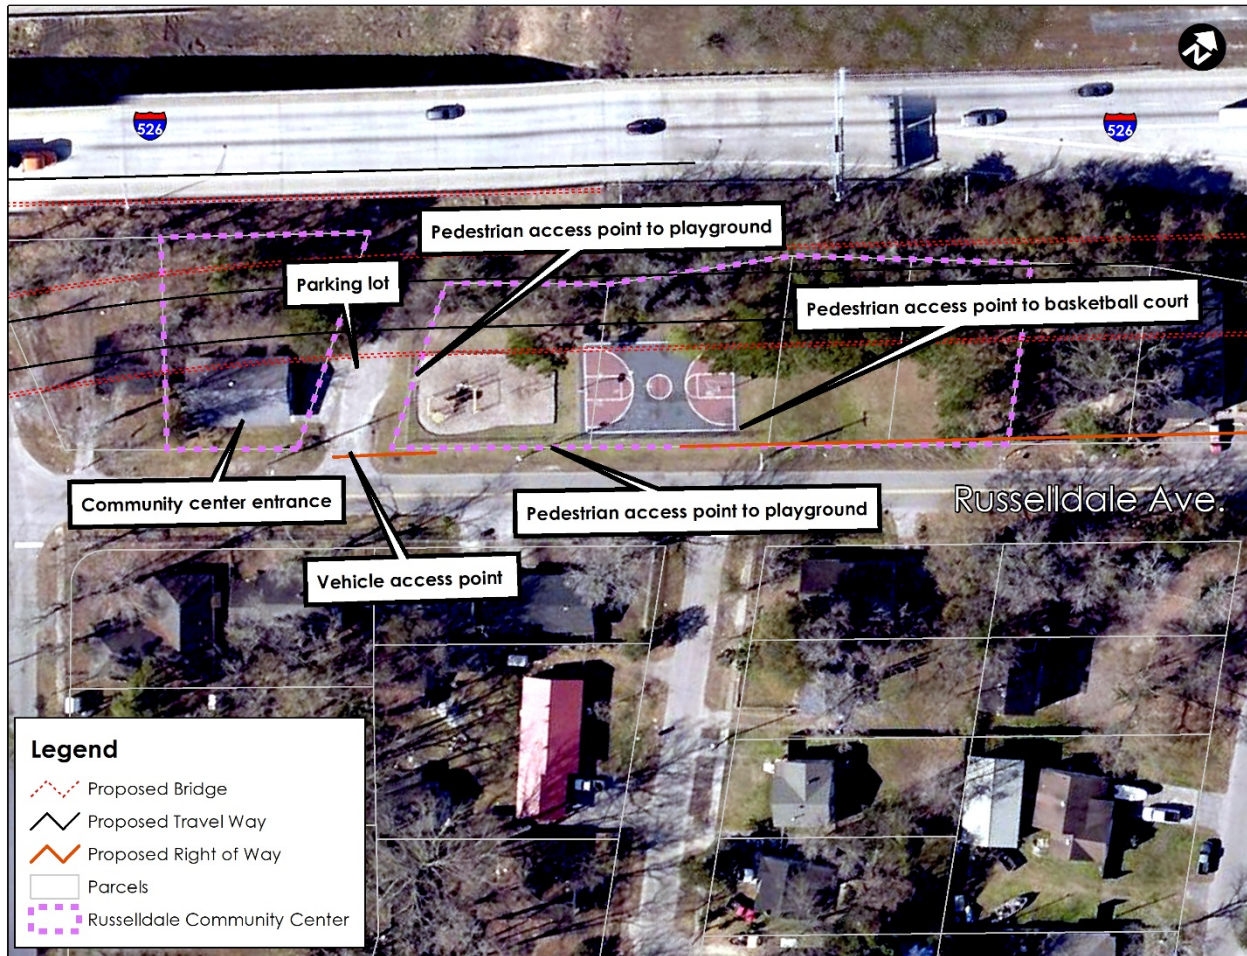 N
526
526
Pedestrian access point to playground
Parking lot
Pedestrian access point to basketball court
Community center entrance
Pedestrian access point to playground
Russelldale Ave.
Vehicle access point
Legend
Proposed Bridge
Proposed Travel Way
Proposed Right of Way
Parcels
Russelldale Community Center